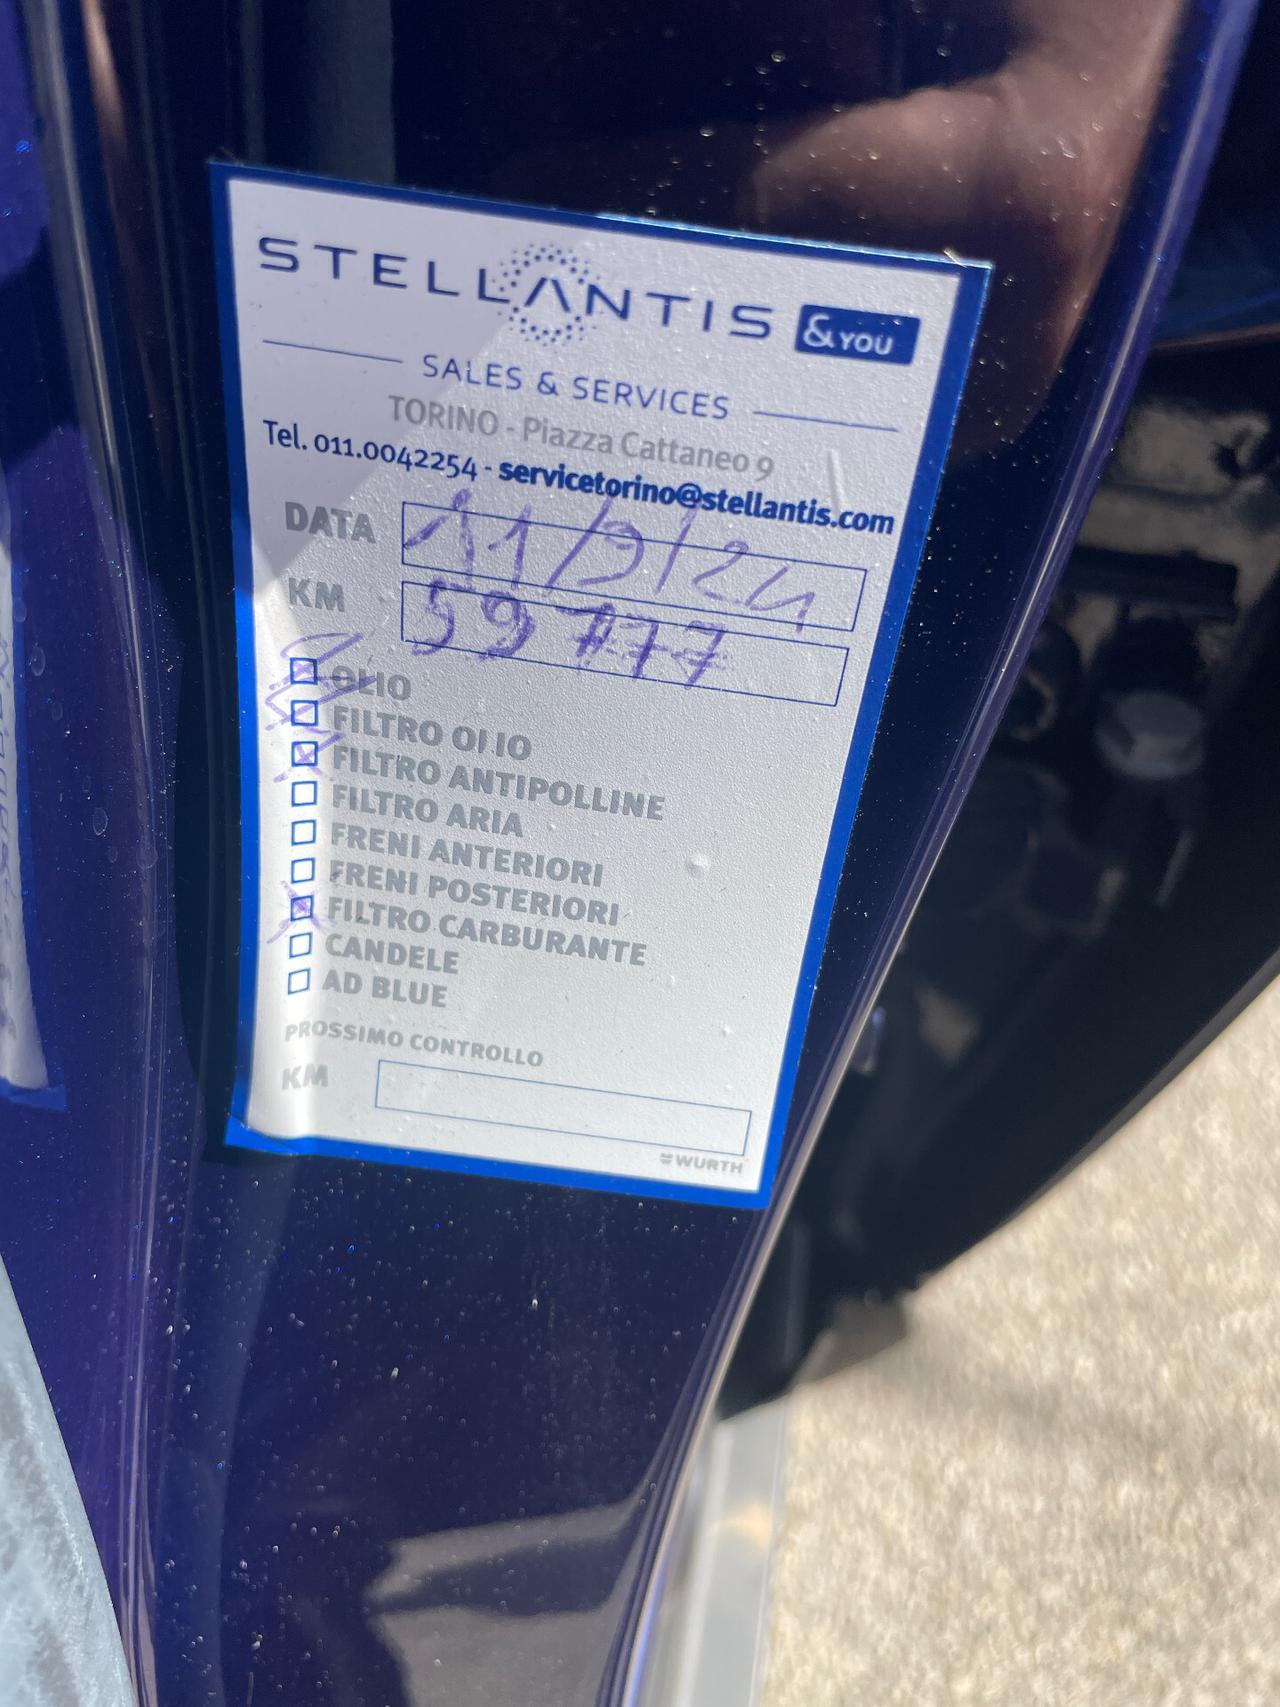 STELLANTIS &YOU
SALES & SERVICES
TORINO - Piazza Cattaneo 9
Tel. 011.0042254 - servicetorino@stellantis.com
DATA 11/9/24
KM 59777
OLIO
FILTRO OLIO
FILTRO ANTIPOLLINE
FILTRO ARIA
FRENI ANTERIORI
FRENI POSTERIORI
FILTRO CARBURANTE
CANDELE
AD BLUE
PROSSIMO CONTROLLO
KM
WURTH